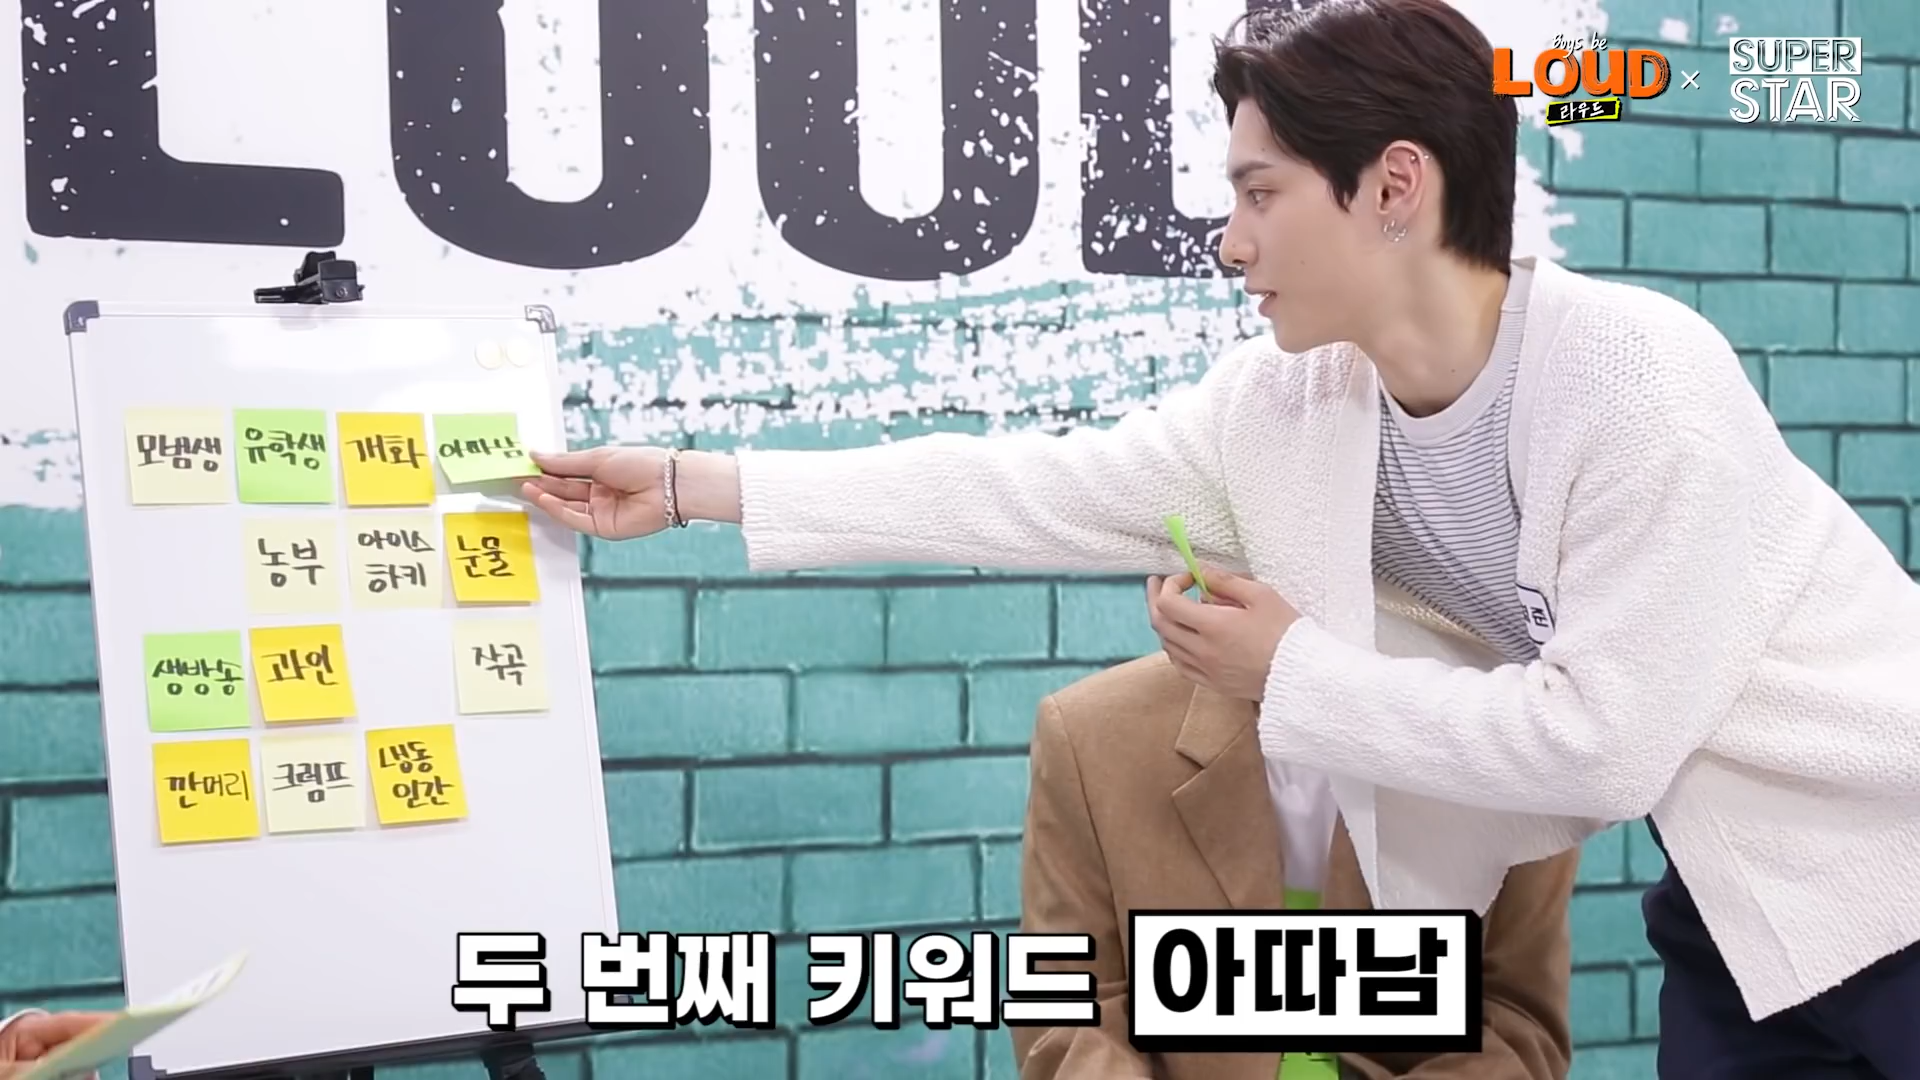 LOUD
Boys be
LOUD
라우드
×
SUPER
STAR
모범생
유학생
개화
아따남
농부
아이스
하키
눈물
생방송
과언
작곡
깐머리
크럼프
냉동
인간
두 번째 키워드 아따남